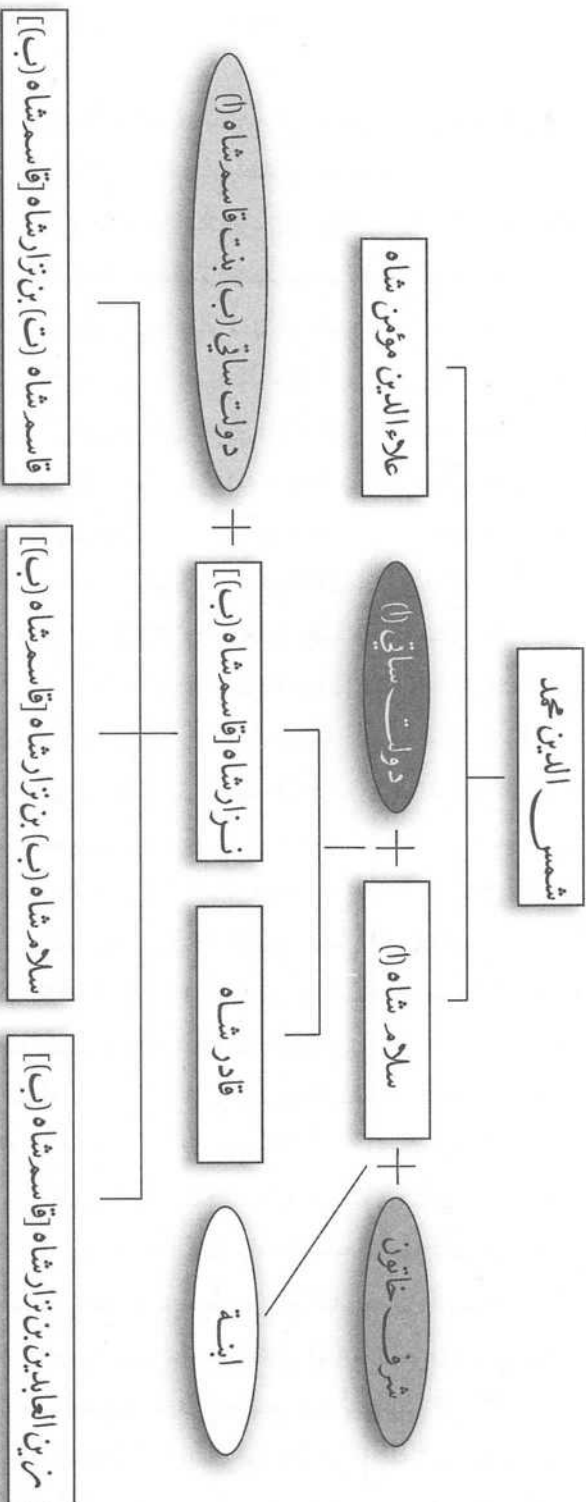 شمس الدين محمد
شرف خاتون
سلام شاه (ا)
دولت ساتي (ا)
علاء الدين مؤمن شاه
ابنة
قادر شاه
نزار شاه [قاسم شاه (ب)]
دولت ساتي (ب) بنت قاسم شاه (ا)
زين العابدين بن نزار شاه [قاسم شاه (ب)]
سلام شاه (ب) بن نزار شاه [قاسم شاه (ب)]
قاسم شاه (ت) بن نزار شاه [قاسم شاه (ب)]